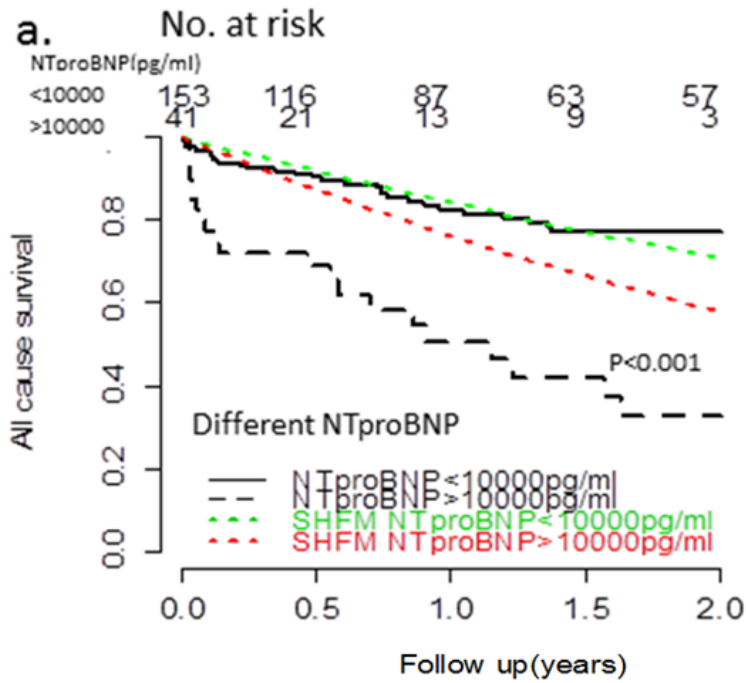 a.
No. at risk
NTproBNP(pg/ml)
<10000 153 116 87 63 57
>10000 41 21 13 9 3
0.8
0.6
0.4
0.2
0.0
All cause survival
P<0.001
Different NTproBNP
NTproBNP<10000pg/ml
NTproBNP>10000pg/ml
SHFM NTproBNP<10000pg/ml
SHFM NTproBNP>10000pg/ml
0.0 0.5 1.0 1.5 2.0
Follow up(years)